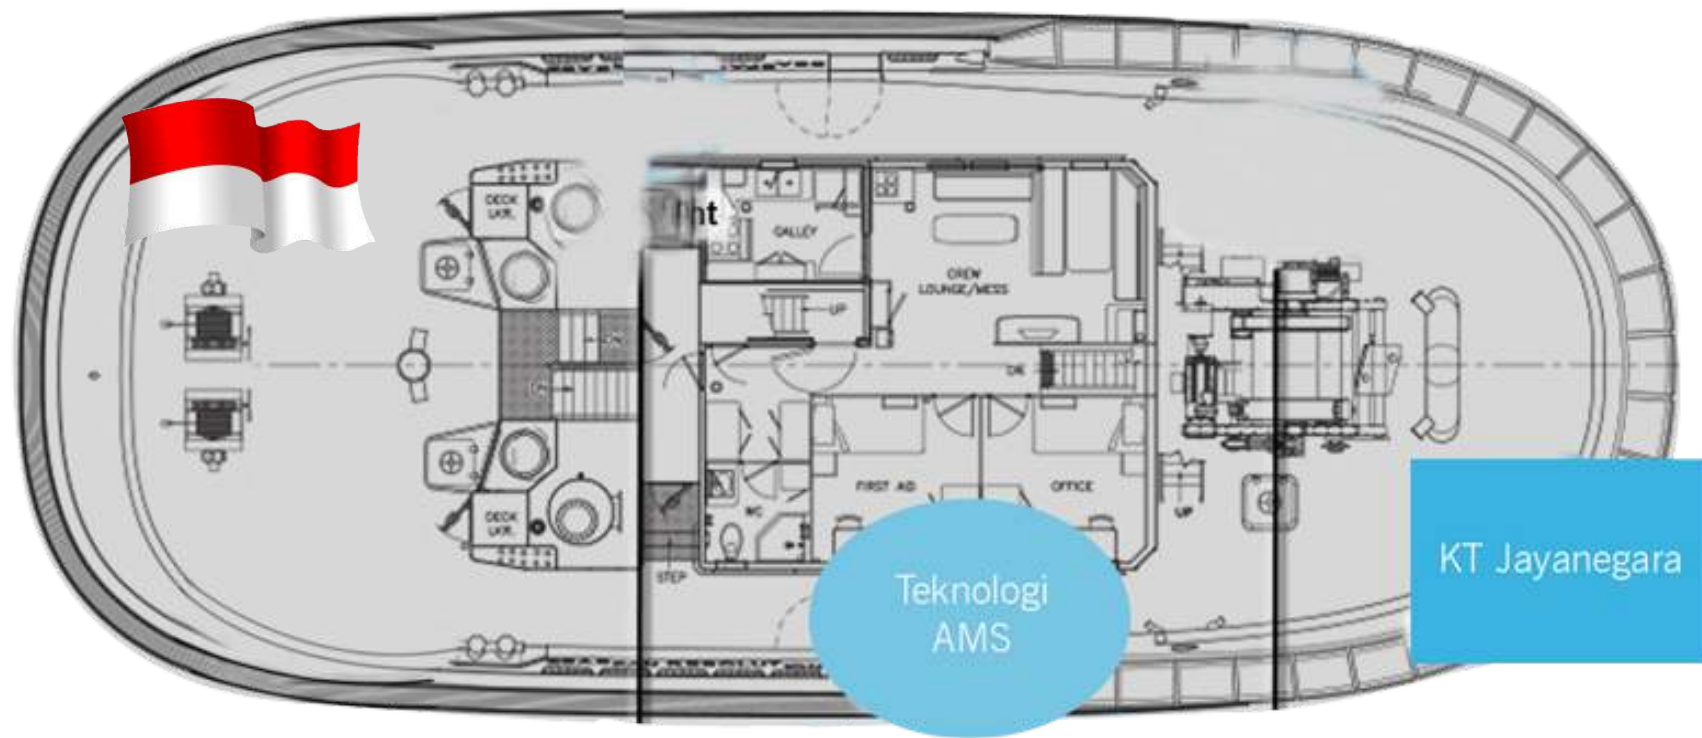 DECK
LKR.
GALLEY
CREW
LOUNGE/MESS
UP
DN
FIRST AID
OFFICE
WC
UP
DECK
LKR.
STEP
Teknologi
AMS
KT Jayanegara